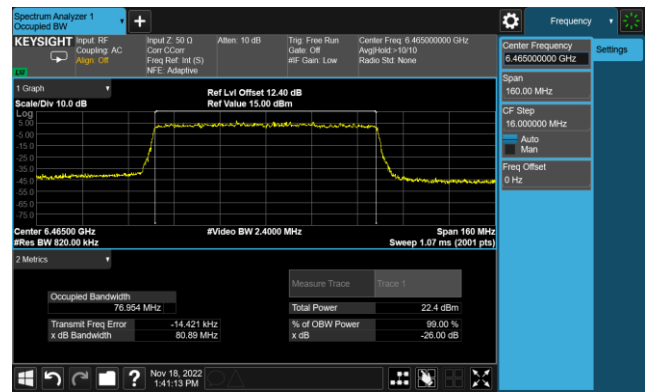 Spectrum Analyzer 1
Occupied BW
Frequency
KEYSIGHT
Input: RF
Coupling: AC
Align: Off
Input Z: 50 Ω
Corr CCorr
Freq Ref: Int (S)
NFE: Adaptive
Atten: 10 dB
Trig: Free Run
Gate: Off
#IF Gain: Low
Center Freq: 6.465000000 GHz
Avg|Hold:>10/10
Radio Std: None
Center Frequency
6.465000000 GHz
Settings
Span
160.00 MHz
CF Step
16.000000 MHz
Auto
Man
Freq Offset
0 Hz
1 Graph
Scale/Div 10.0 dB
Ref Lvl Offset 12.40 dB
Ref Value 15.00 dBm
Log
5.00
-5.00
-15.0
-25.0
-35.0
-45.0
-55.0
-65.0
-75.0
Center 6.46500 GHz
#Video BW 2.4000 MHz
Span 160 MHz
#Res BW 820.00 kHz
Sweep 1.07 ms (2001 pts)
2 Metrics
Measure Trace
Trace 1
Occupied Bandwidth
76.954 MHz
Total Power
22.4 dBm
Transmit Freq Error
-14.421 kHz
% of OBW Power
99.00 %
x dB Bandwidth
80.89 MHz
x dB
-26.00 dB
?
Nov 18, 2022
1:41:13 PM